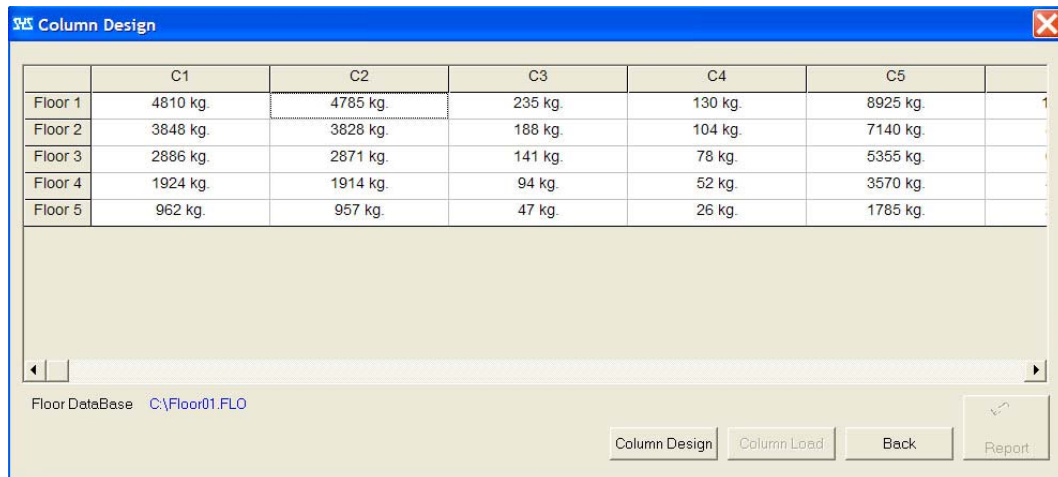 SYS Column Design
C1 C2 C3 C4 C5
Floor 1 4810 kg. 4785 kg. 235 kg. 130 kg. 8925 kg. 1
Floor 2 3848 kg. 3828 kg. 188 kg. 104 kg. 7140 kg.
Floor 3 2886 kg. 2871 kg. 141 kg. 78 kg. 5355 kg.
Floor 4 1924 kg. 1914 kg. 94 kg. 52 kg. 3570 kg.
Floor 5 962 kg. 957 kg. 47 kg. 26 kg. 1785 kg.
Floor DataBase C:\Floor01.FLO
Column Design Column Load Back Report